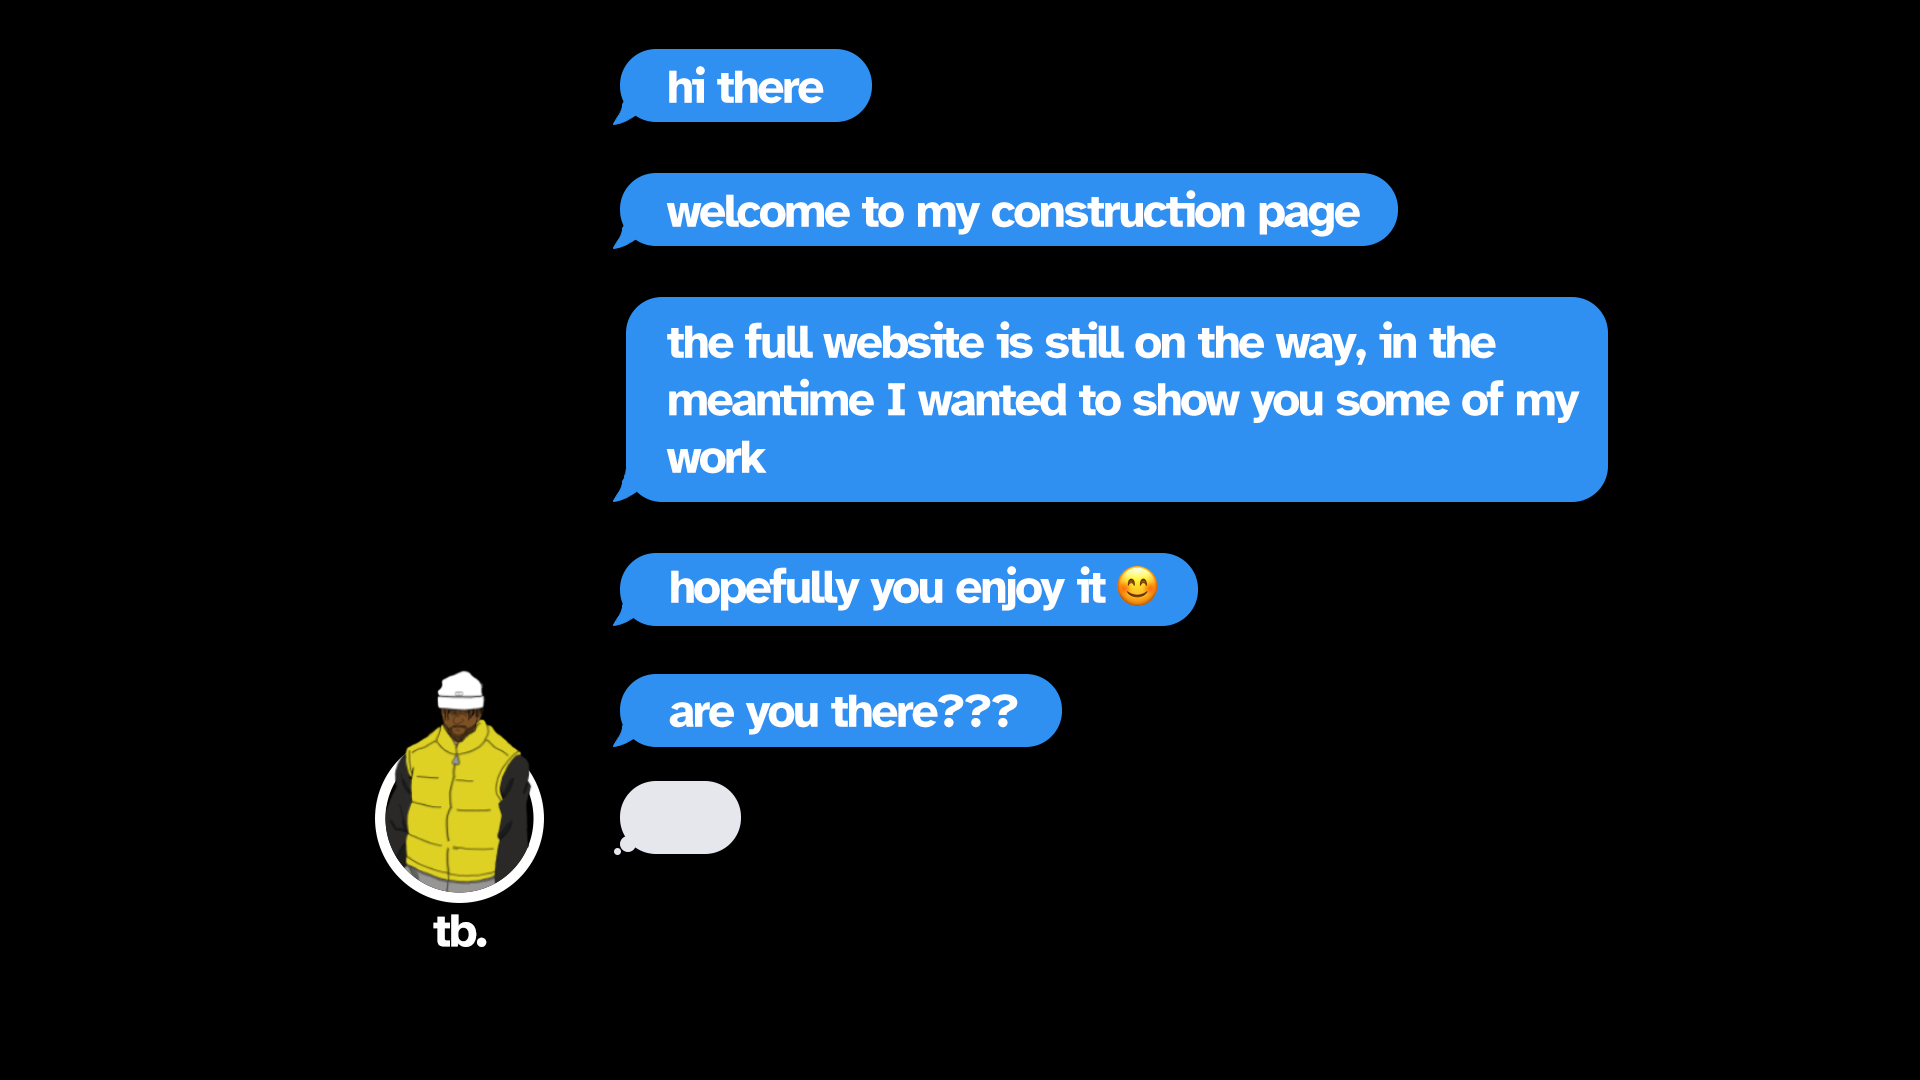 hi there
welcome to my construction page
the full website is still on the way, in the
meantime I wanted to show you some of my
work
hopefully you enjoy it 😊
are you there???
tb.